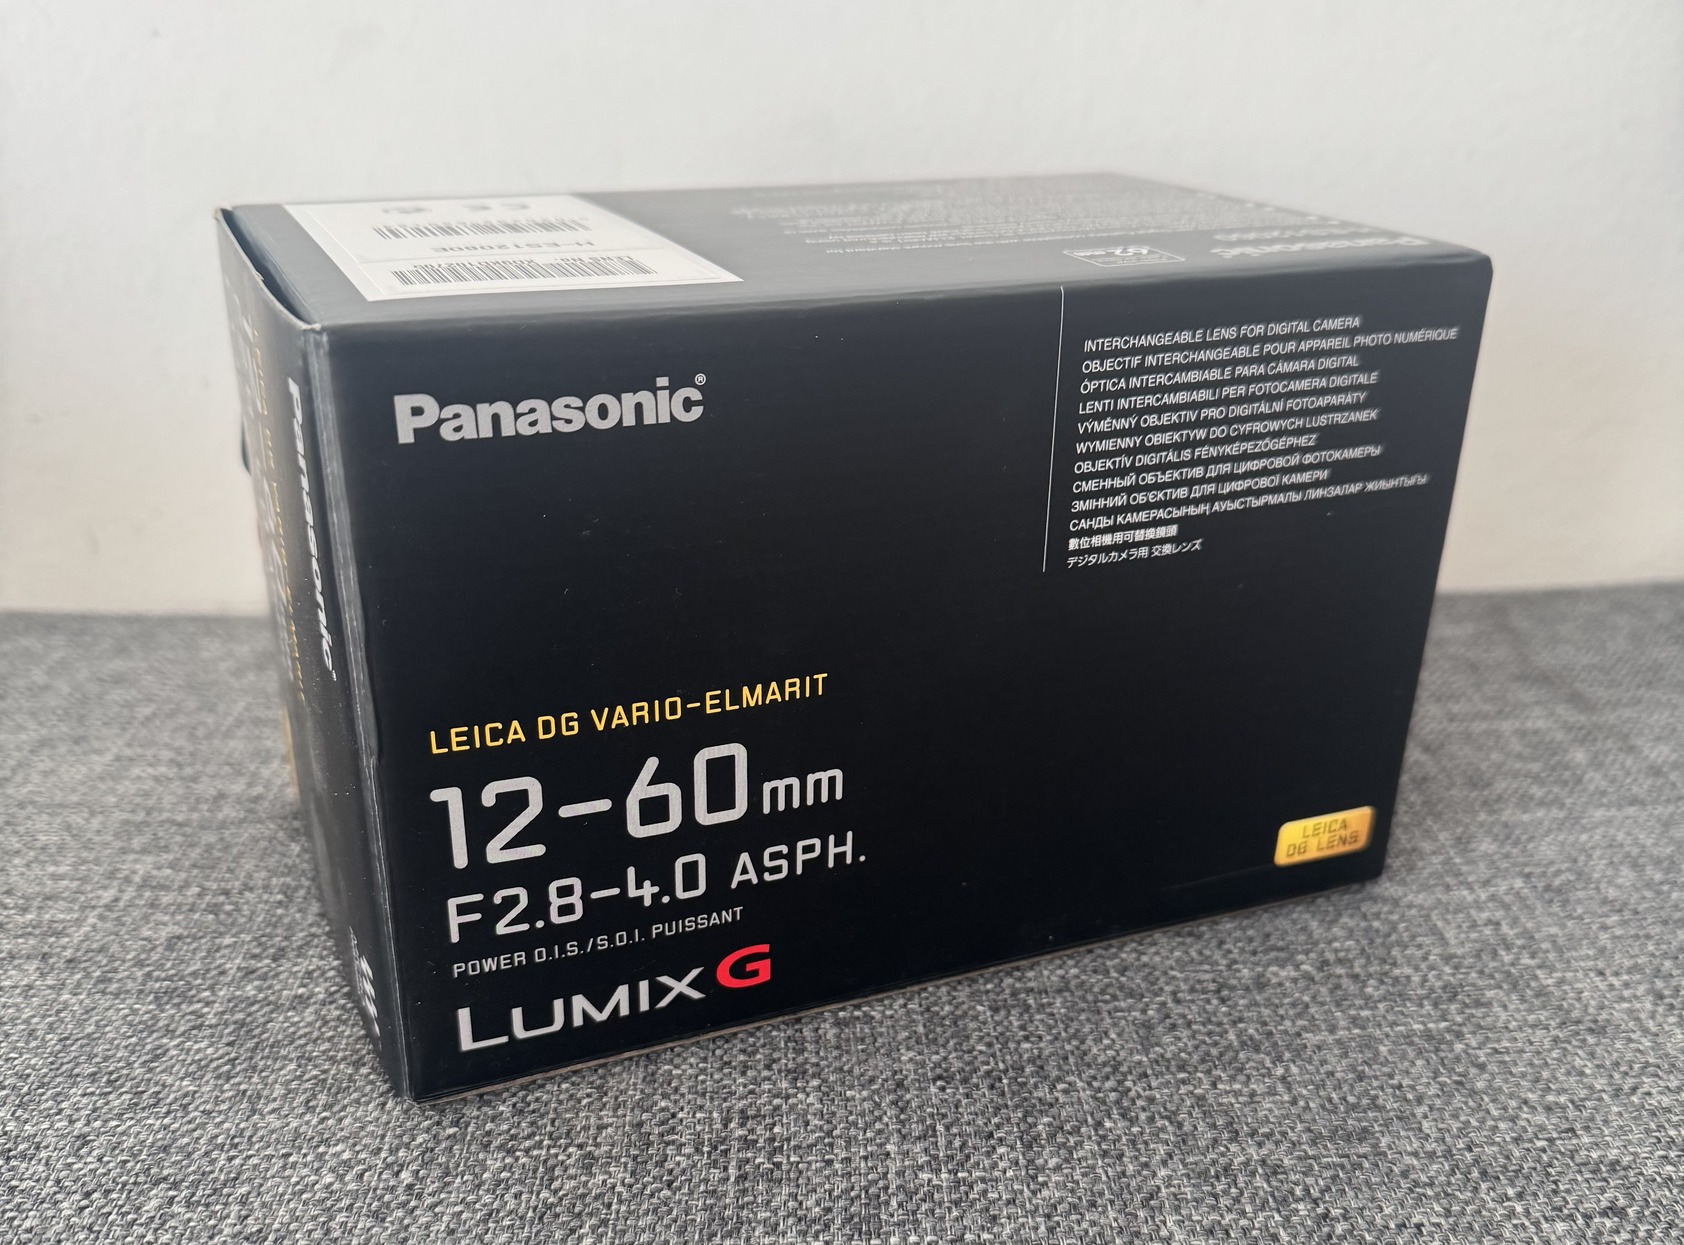 Panasonic®
INTERCHANGEABLE LENS FOR DIGITAL CAMERA
OBJECTIF INTERCHANGEABLE POUR APPAREIL PHOTO NUMÉRIQUE
ÓPTICA INTERCAMBIABLE PARA CÁMARA DIGITAL
LENTI INTERCAMBIABILI PER FOTOCAMERA DIGITALE
VÝMĚNNÝ OBJEKTIV PRO DIGITÁLNÍ FOTOAPARÁTY
WYMIENNY OBIEKTYW DO CYFROWYCH LUSTRZANEK
OBJEKTÍV DIGITÁLIS FÉNYKÉPEZŐGÉPHEZ
СМЕННЫЙ ОБЪЕКТИВ ДЛЯ ЦИФРОВОЙ ФОТОКАМЕРЫ
ЗМІННИЙ ОБ'ЄКТИВ ДЛЯ ЦИФРОВОЇ КАМЕРИ
САНДЫ КАМЕРАСЫНЫҢ АУЫСТЫРМАЛЫ ЛИНЗАЛАР ЖИЫНТЫҒЫ
數位相機用可替換鏡頭
デジタルカメラ用 交換レンズ
LEICA DG VARIO-ELMARIT
12-60mm
F2.8-4.0 ASPH.
POWER O.I.S./S.O.I. PUISSANT
LUMIX G
LEICA
DG LENS
Panasonic
Panasonic